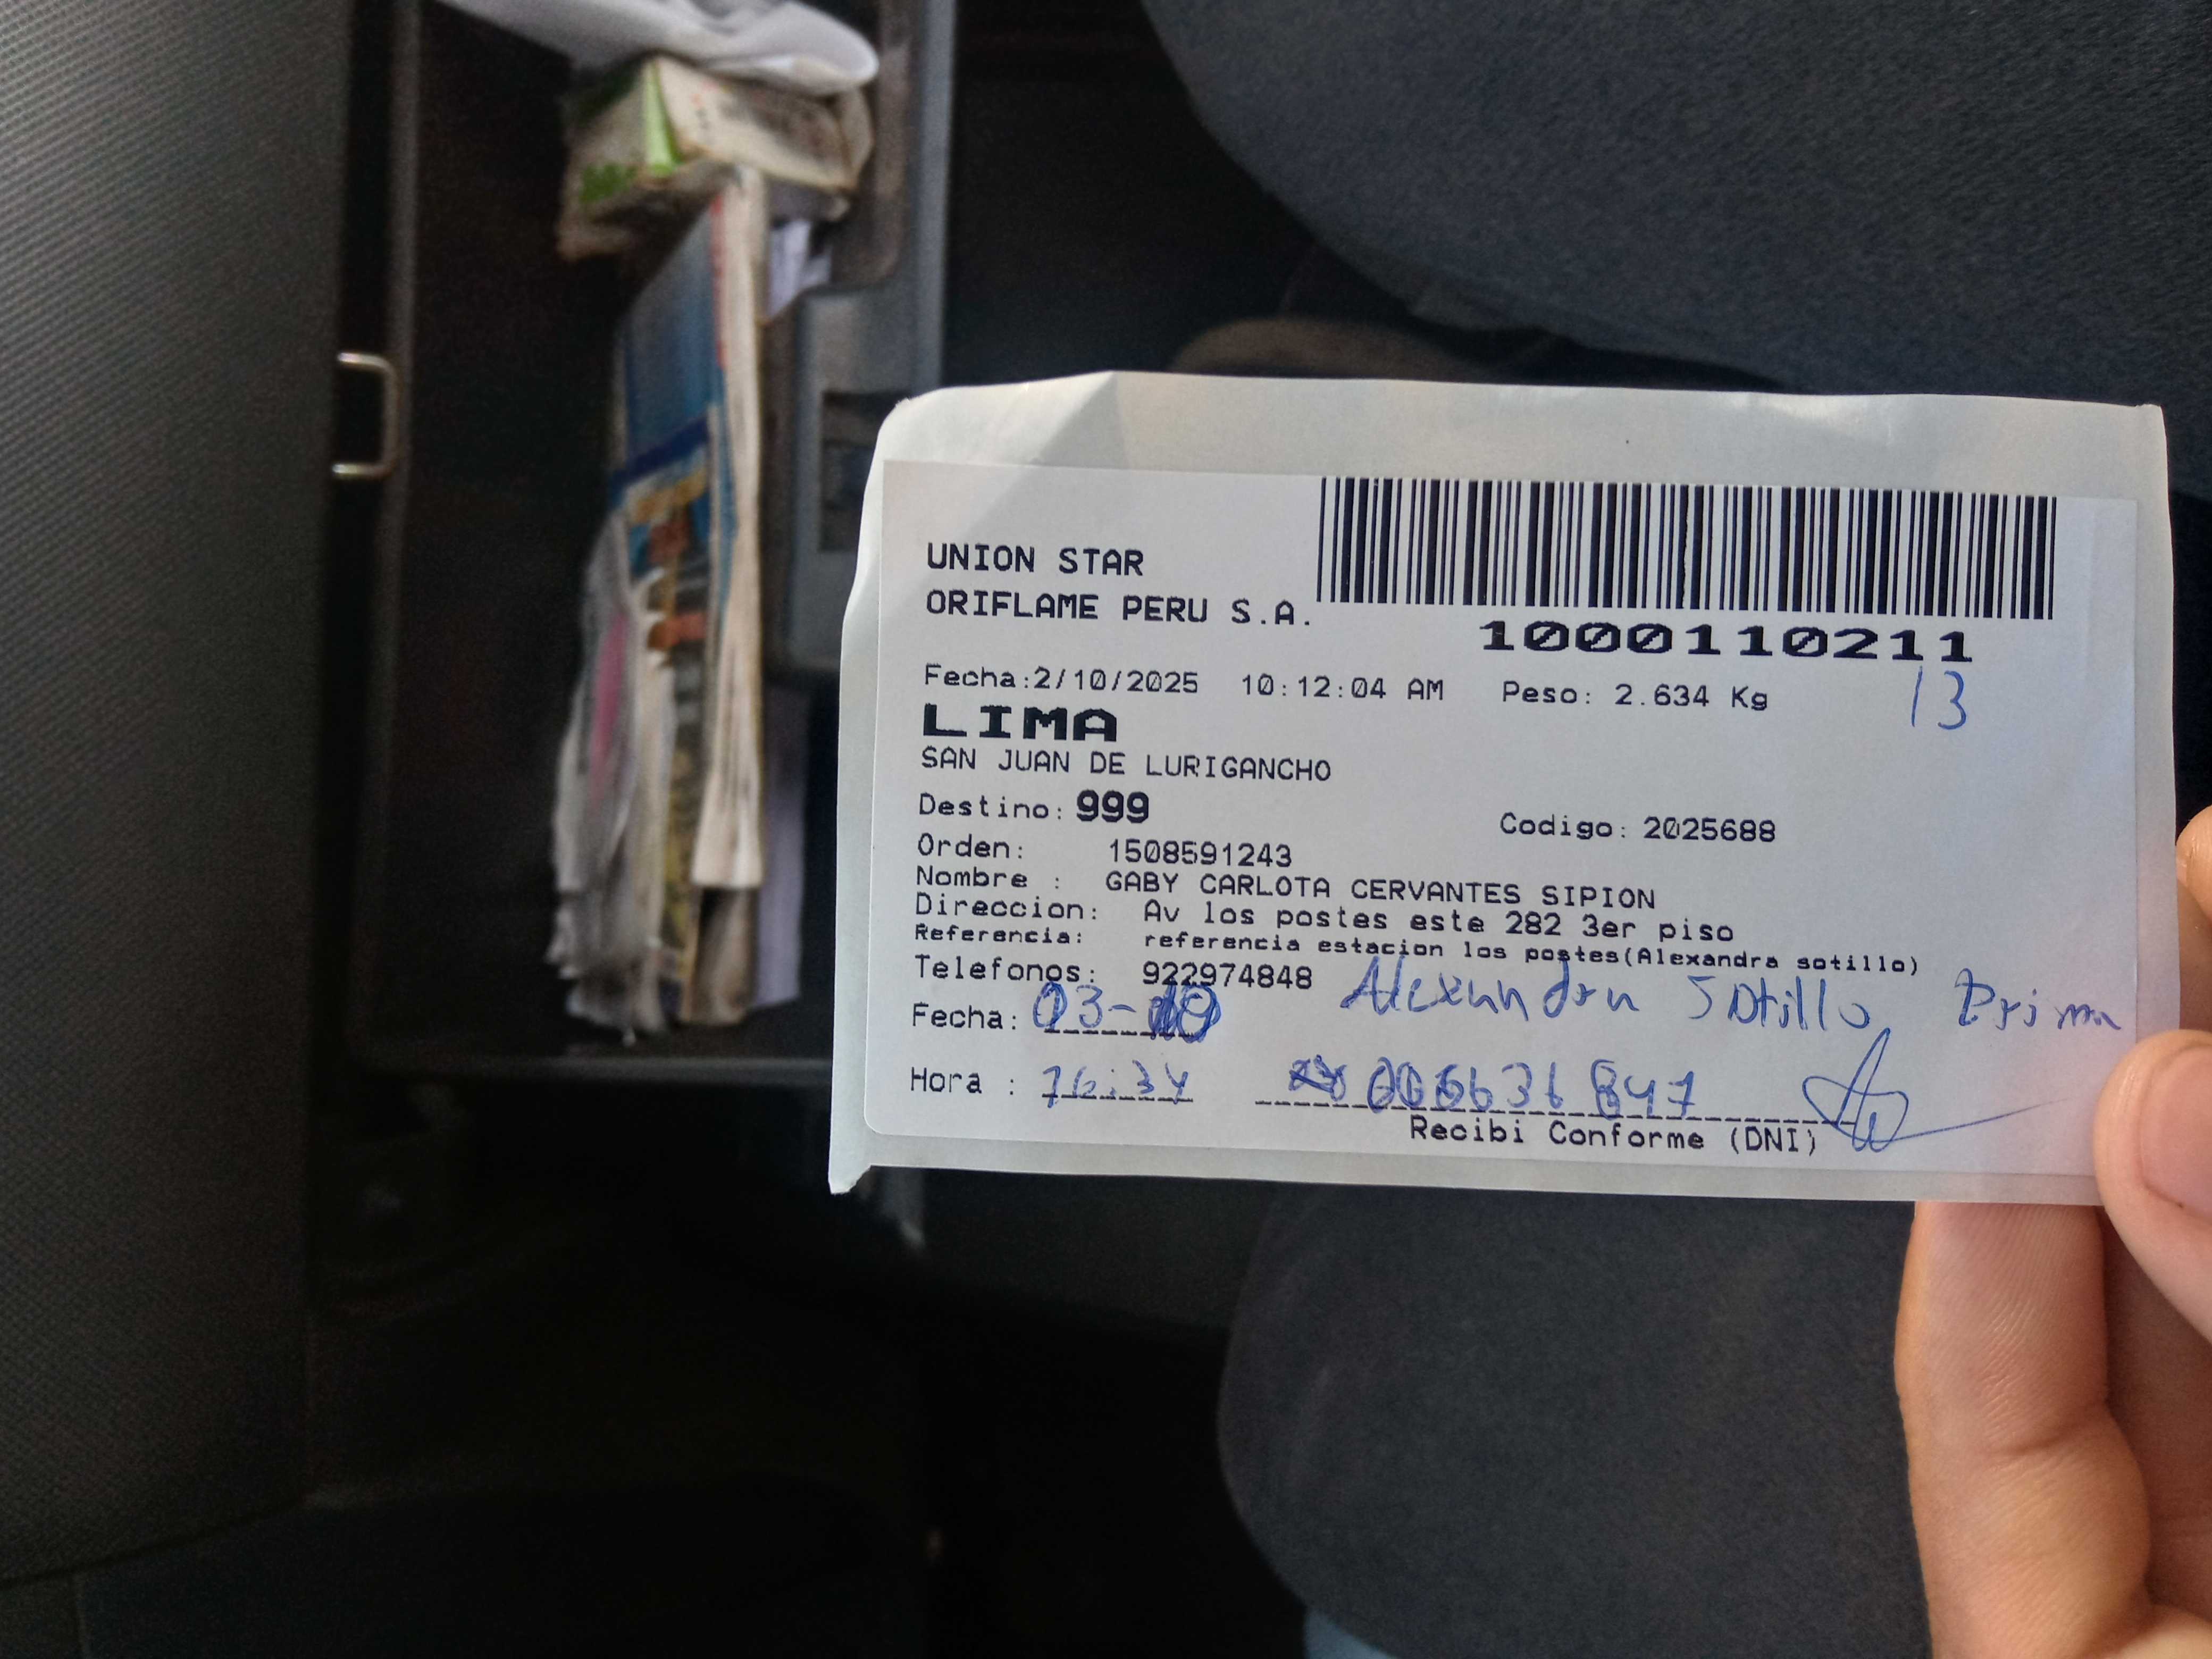 UNION STAR
ORIFLAME PERU S.A.
1000110211
Fecha:2/10/2025 10:12:04 AM Peso: 2.634 Kg
13
LIMA
SAN JUAN DE LURIGANCHO
Destino: 999 Codigo: 2025688
Orden: 1508591243
Nombre : GABY CARLOTA CERVANTES SIPION
Direccion: Av los postes este 282 3er piso
Referencia: referencia estacion los postes(Alexandra sotillo)
Telefonos: 922974848
Alexandra Sotillo Prima
Fecha: 03-10
Hora : 16:34
Recibi Conforme (DNI)